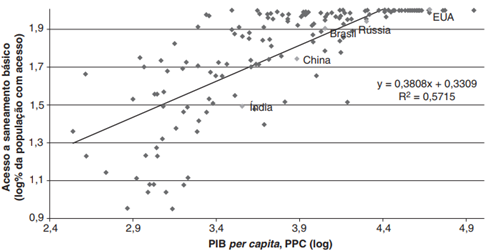 Acesso a saneamento básico
(log% da população com acesso)
2,1
1,9
1,7
1,5
1,3
1,1
0,9
EUA
Rússia
Brasil
China
Índia
y = 0,3808x + 0,3309
R² = 0,5715
2,4 2,9 3,4 3,9 4,4 4,9
PIB per capita, PPC (log)